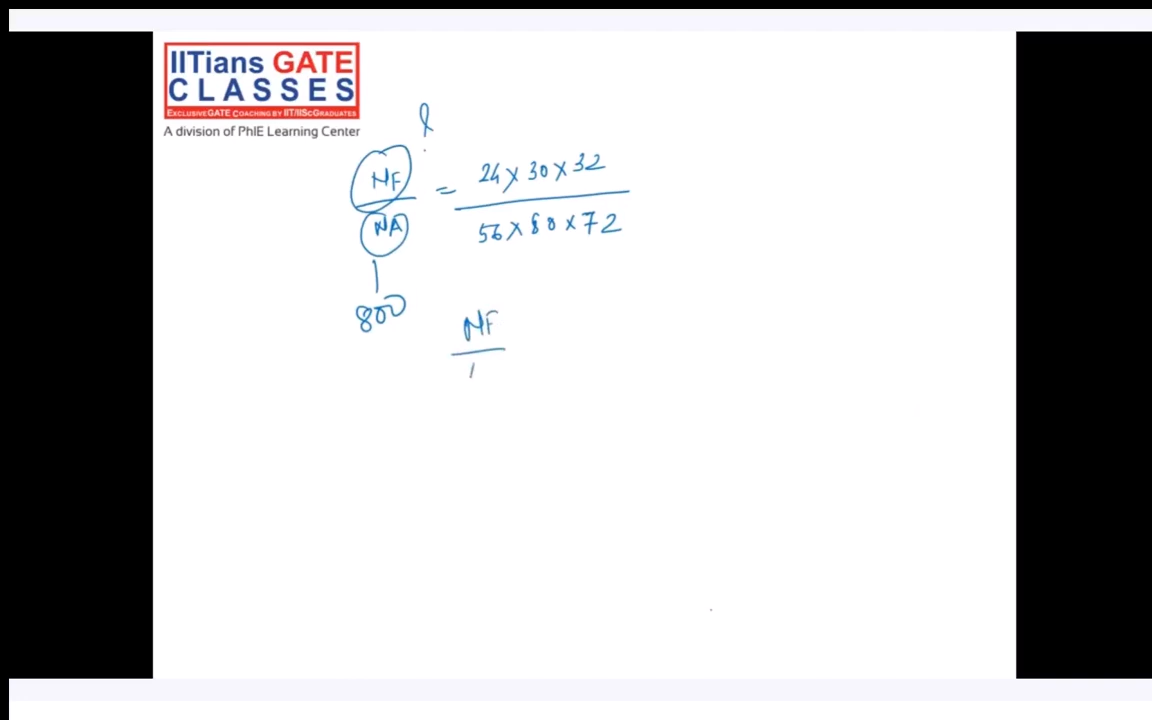 IITians GATE
CLASSES
EXCLUSIVE GATE COACHING BY IIT/IISc GRADUATES
A division of PhIE Learning Center
NF = 24 x 30 x 32
NA 56 x 80 x 72
800
NF